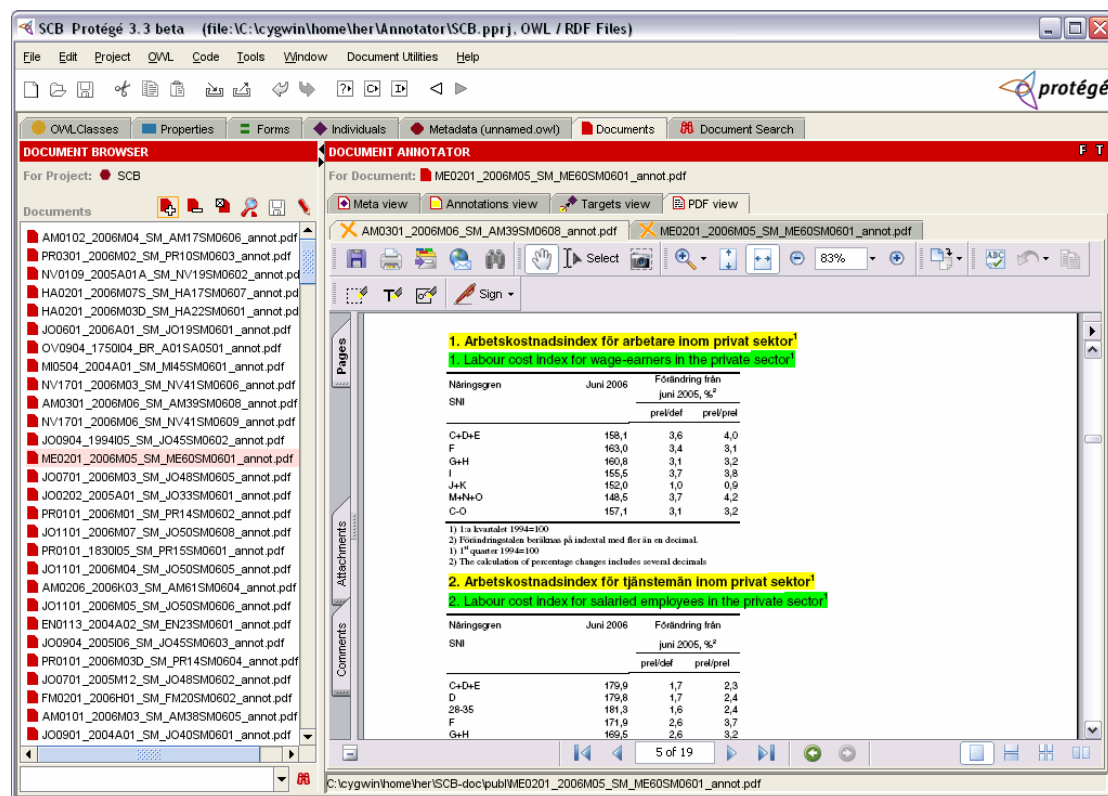 SCB Protégé 3.3 beta (file:\C:\cygwin\home\her\Annotator\SCB.pprj, OWL / RDF Files)
File Edit Project OWL Code Tools Window Document Utilities Help
protégé
OWLClasses Properties Forms Individuals Metadata (unnamed.owl) Documents Document Search
DOCUMENT BROWSER
For Project: SCB
Documents
AM0102_2006M04_SM_AM17SM0606_annot.pdf
PR0301_2006M02_SM_PR10SM0603_annot.pdf
NV0109_2005A01A_SM_NV19SM0602_annot.pd
HA0201_2006M07S_SM_HA17SM0607_annot.pd
HA0201_2006M03D_SM_HA22SM0601_annot.pd
JO0601_2006A01_SM_JO19SM0601_annot.pdf
OV0904_1750I04_BR_A01SA0501_annot.pdf
MI0504_2004A01_SM_MI45SM0601_annot.pdf
NV1701_2006M03_SM_NV41SM0606_annot.pdf
AM0301_2006M06_SM_AM39SM0608_annot.pdf
NV1701_2006M06_SM_NV41SM0609_annot.pdf
JO0904_1994I05_SM_JO45SM0602_annot.pdf
ME0201_2006M05_SM_ME60SM0601_annot.pdf
JO0701_2006M03_SM_JO48SM0605_annot.pdf
JO0202_2005A01_SM_JO33SM0601_annot.pdf
PR0101_2006M01_SM_PR14SM0602_annot.pdf
JO1101_2006M07_SM_JO50SM0608_annot.pdf
PR0101_1830I05_SM_PR15SM0601_annot.pdf
JO1101_2006M04_SM_JO50SM0601_annot.pdf
AM0206_2006K03_SM_AM61SM0604_annot.pdf
JO1101_2006M05_SM_JO50SM0606_annot.pdf
EN0113_2004A02_SM_EN23SM0601_annot.pdf
JO0904_2005I06_SM_JO45SM0603_annot.pdf
PR0101_2006M03D_SM_PR14SM0604_annot.pdf
JO0701_2005M12_SM_JO48SM0602_annot.pdf
FM0201_2006H01_SM_FM20SM0602_annot.pdf
AM0101_2006M03_SM_AM38SM0605_annot.pdf
JO0901_2004A01_SM_JO40SM0601_annot.pdf
DOCUMENT ANNOTATOR F T
For Document: ME0201_2006M05_SM_ME60SM0601_annot.pdf
Meta view Annotations view Targets view PDF view
AM0301_2006M06_SM_AM39SM0608_annot.pdf ME0201_2006M05_SM_ME60SM0601_annot.pdf
Select 83% ABC
T Sign
Pages
Attachments
Comments
1. Arbetskostnadsindex för arbetare inom privat sektor¹
1. Labour cost index for wage-earners in the private sector¹
Näringsgren Juni 2006 Förändring från
SNI juni 2005, %²
prel/def prel/prel
C+D+E 158,1 3,6 4,0
F 163,0 3,4 3,1
G+H 160,8 3,1 3,2
I 155,5 3,7 3,8
J+K 152,0 1,0 0,9
M+N+O 148,5 3,7 4,2
C-O 157,1 3,1 3,2
1) 1:a kvartalet 1994=100
2) Förändringstalen beräknas på indextal med fler än en decimal.
1) 1st quarter 1994=100
2) The calculation of percentage changes includes several decimals
2. Arbetskostnadsindex för tjänstemän inom privat sektor¹
2. Labour cost index for salaried employees in the private sector¹
Näringsgren Juni 2006 Förändring från
SNI juni 2005, %²
prel/def prel/prel
C+D+E 179,9 1,7 2,3
D 179,8 1,7 2,4
28-35 181,3 1,6 2,4
F 171,9 2,6 3,7
G+H 169,5 2,6 3,2
5 of 19
C:\cygwin\home\her\SCB-doc\publ\ME0201_2006M05_SM_ME60SM0601_annot.pdf